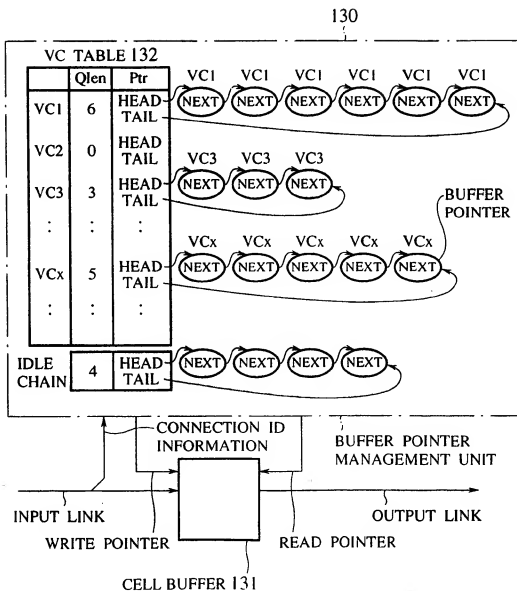 130
VC TABLE 132
Qlen Ptr
VC1 6 HEAD TAIL
VC1 VC1 VC1 VC1 VC1 VC1
NEXT NEXT NEXT NEXT NEXT NEXT
VC2 0 HEAD TAIL
VC3 3 HEAD TAIL
VC3 VC3 VC3
NEXT NEXT NEXT
: : :
BUFFER POINTER
VCx 5 HEAD TAIL
VCx VCx VCx VCx VCx
NEXT NEXT NEXT NEXT NEXT
: : :
IDLE CHAIN 4 HEAD TAIL
NEXT NEXT NEXT NEXT
CONNECTION ID INFORMATION
BUFFER POINTER MANAGEMENT UNIT
INPUT LINK
OUTPUT LINK
WRITE POINTER
READ POINTER
CELL BUFFER 131